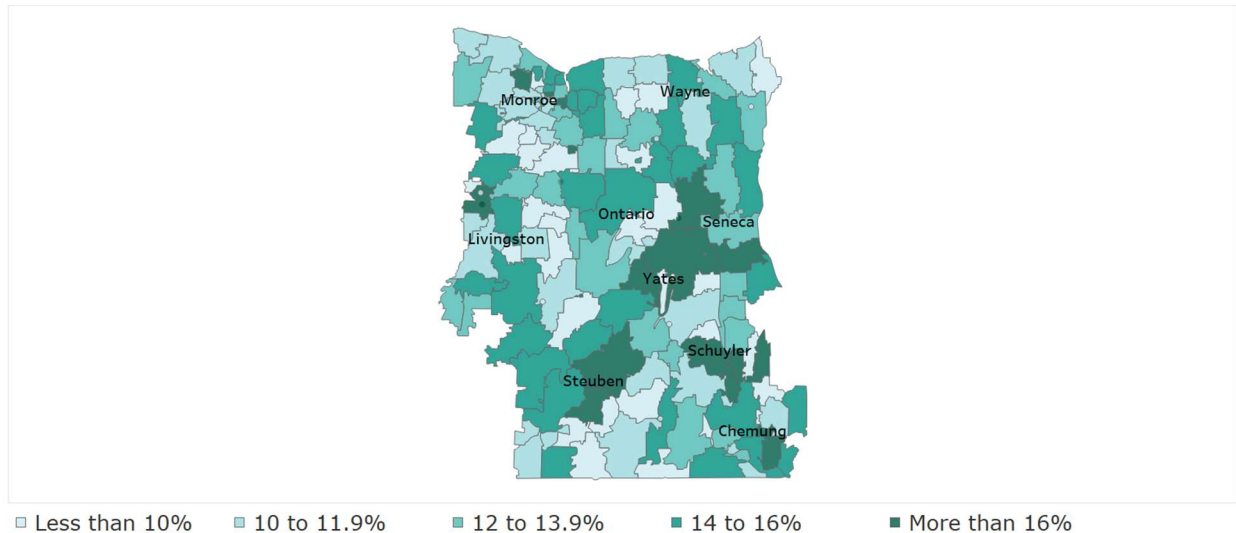 Monroe
Wayne
Ontario
Seneca
Livingston
Yates
Schuyler
Steuben
Chemung
Less than 10% 10 to 11.9% 12 to 13.9% 14 to 16% More than 16%